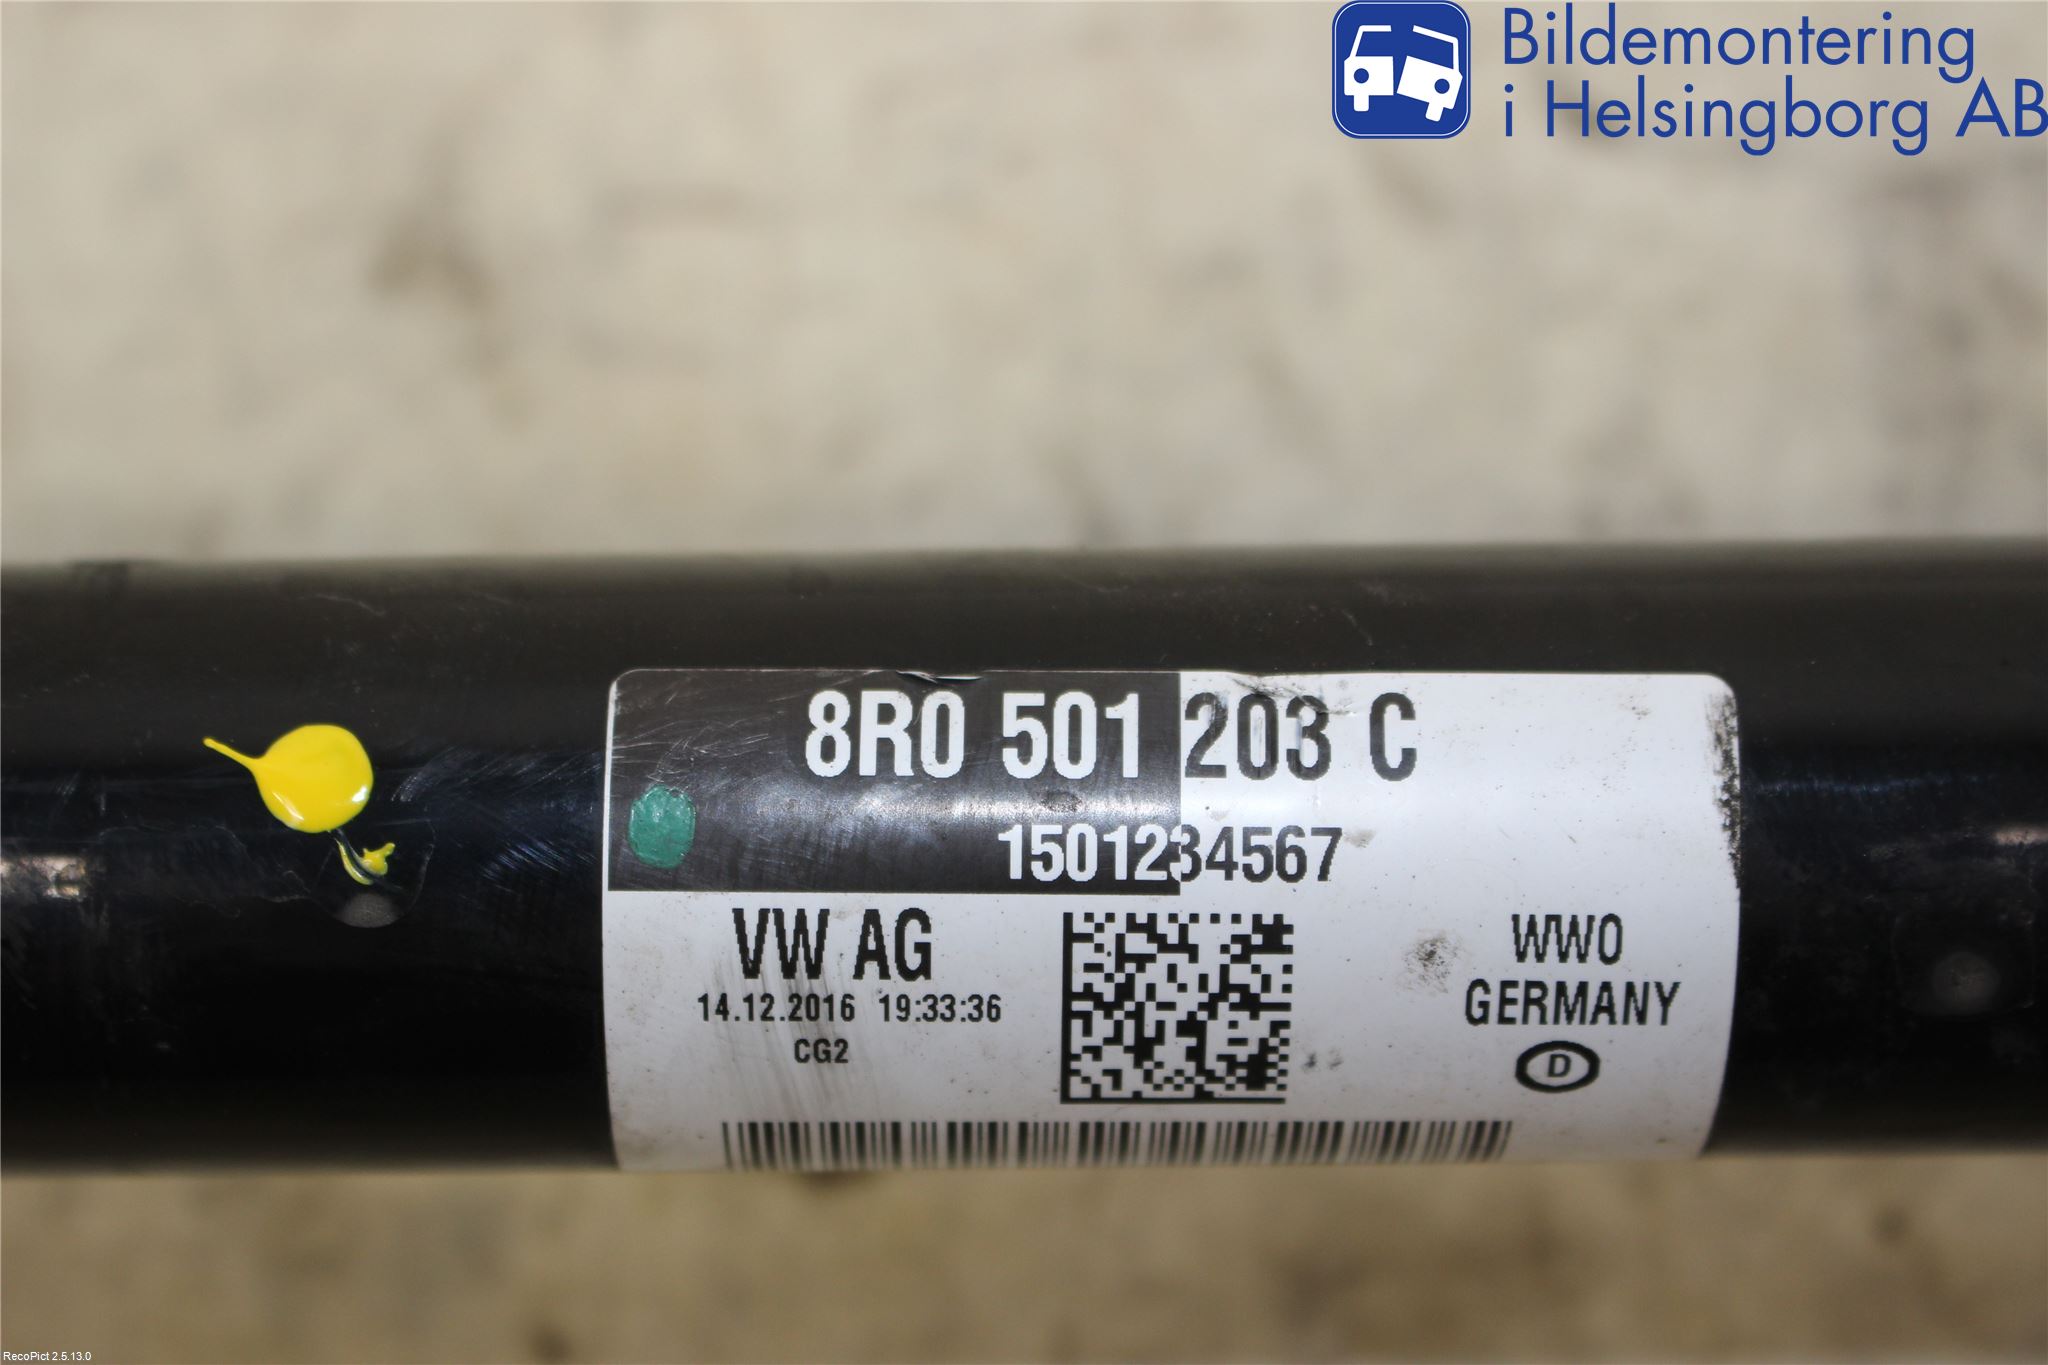 Bildemontering
i Helsingborg AB
8R0 501 203 C
1501234567
VW AG
14.12.2016 19:33:36
CG2
WWO
GERMANY
D
RecoPict 2.5.13.0